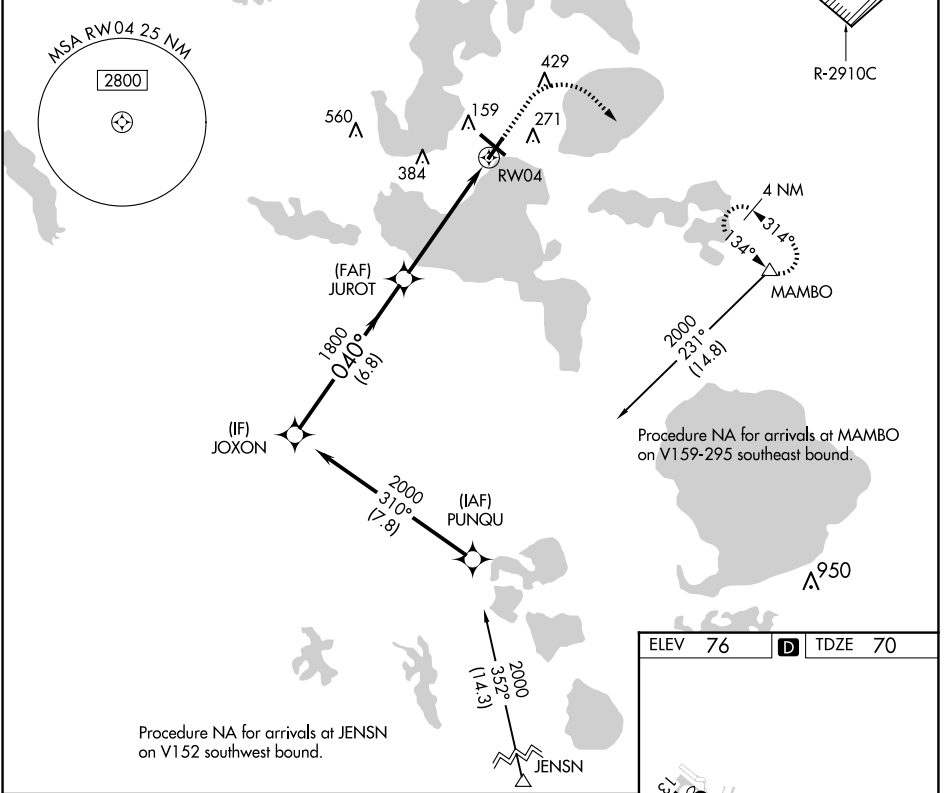 MSA RW04 25 NM
2800
R-2910C
429
159
560
271
384
RW04
4 NM
314°
134°
(FAF)
JUROT
MAMBO
1800
040°
(6.8)
2000
231°
(14.8)
(IF)
JOXON
Procedure NA for arrivals at MAMBO
on V159-295 southeast bound.
2000
310°
(7.8)
(IAF)
PUNQU
950
ELEV 76 D TDZE 70
2000
352°
(14.3)
Procedure NA for arrivals at JENSN
on V152 southwest bound.
JENSN
13